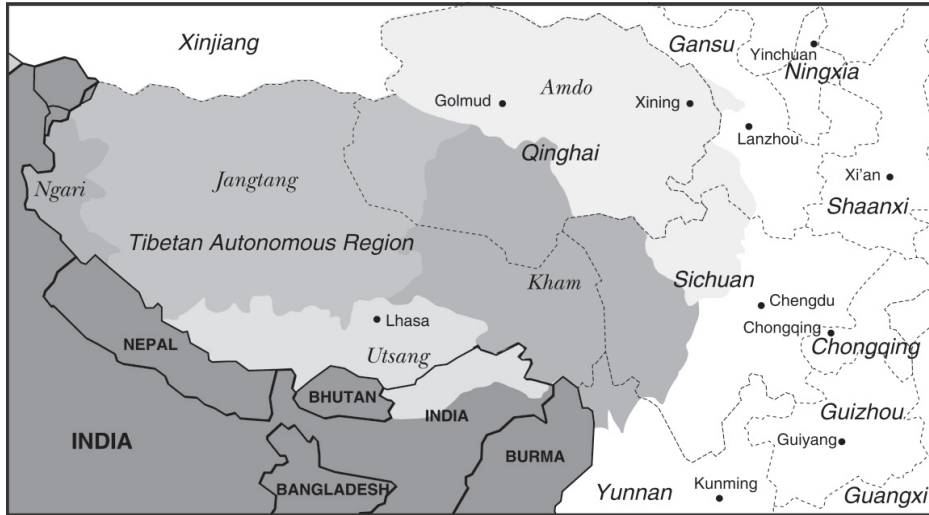 Xinjiang
Gansu
Yinchuan
Ningxia
Golmud
Amdo
Xining
Lanzhou
Qinghai
Xi'an
Ngari
Jangtang
Shaanxi
Tibetan Autonomous Region
Sichuan
Kham
Chengdu
Lhasa
Chongqing
Chongqing
NEPAL
Utsang
BHUTAN
INDIA
Guizhou
INDIA
Guiyang
BURMA
BANGLADESH
Yunnan
Kunming
Guangxi